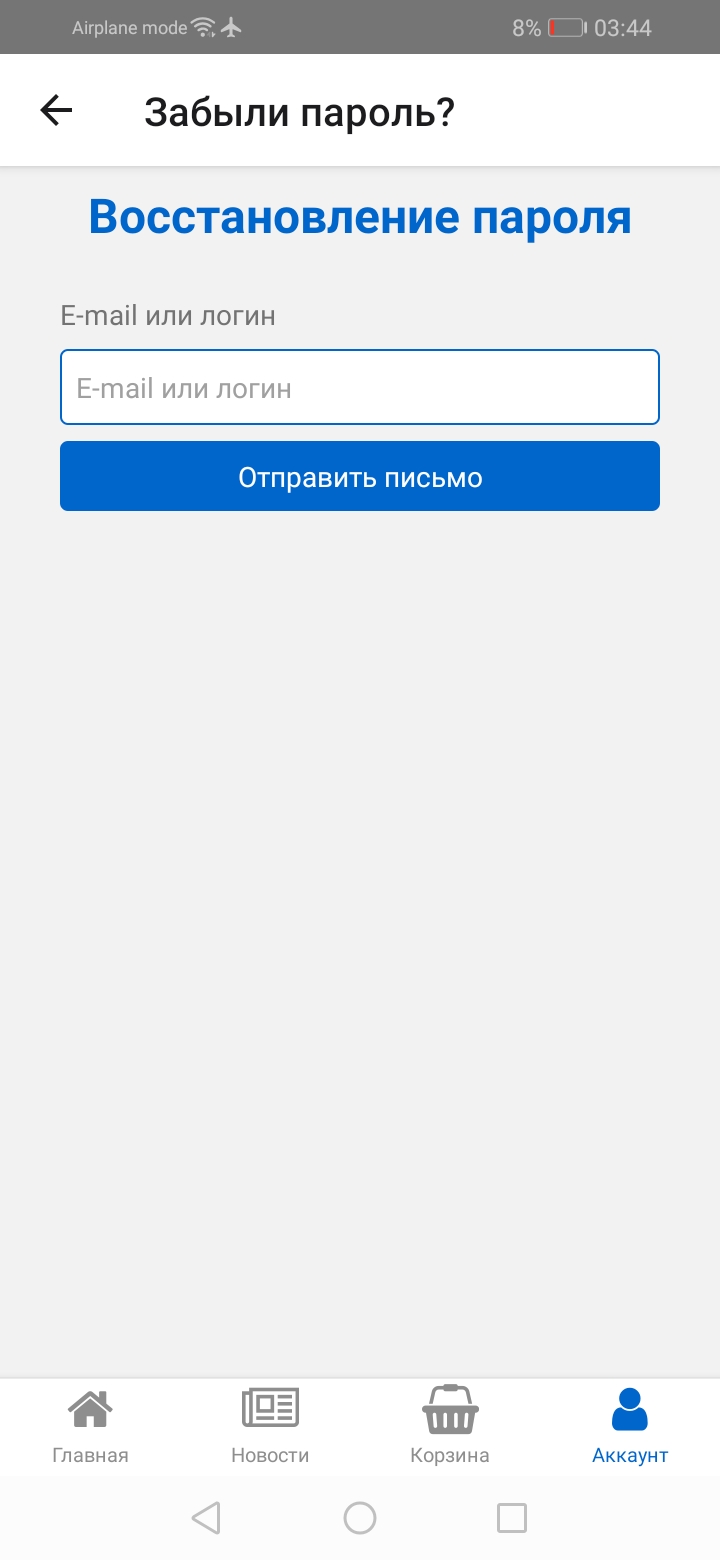 Airplane mode 8% 03:44
Забыли пароль?
Восстановление пароля
E-mail или логин
E-mail или логин
Отправить письмо
Главная Новости Корзина Аккаунт